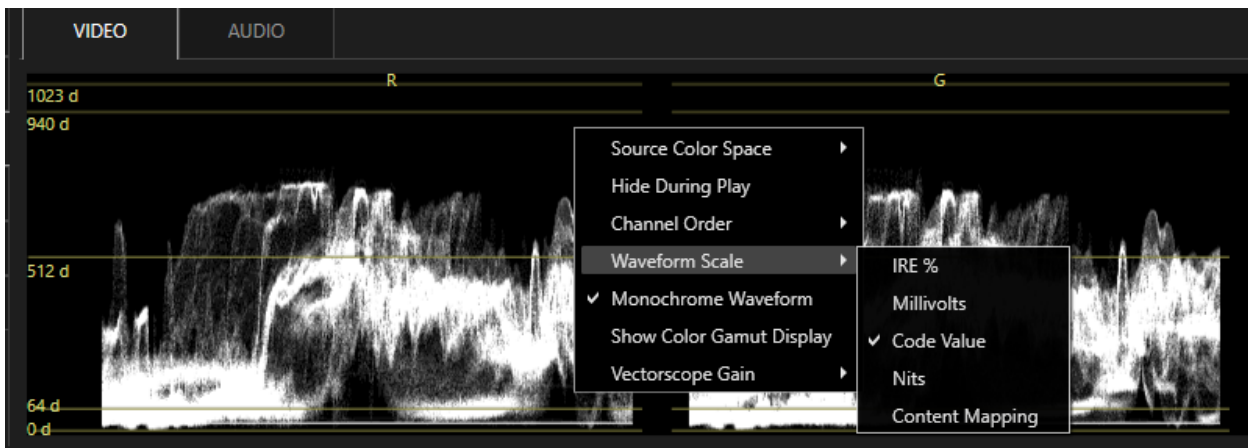 VIDEO
AUDIO
R
G
1023 d
940 d
512 d
64 d
0 d
Source Color Space
Hide During Play
Channel Order
Waveform Scale
Monochrome Waveform
Show Color Gamut Display
Vectorscope Gain
IRE %
Millivolts
Code Value
Nits
Content Mapping